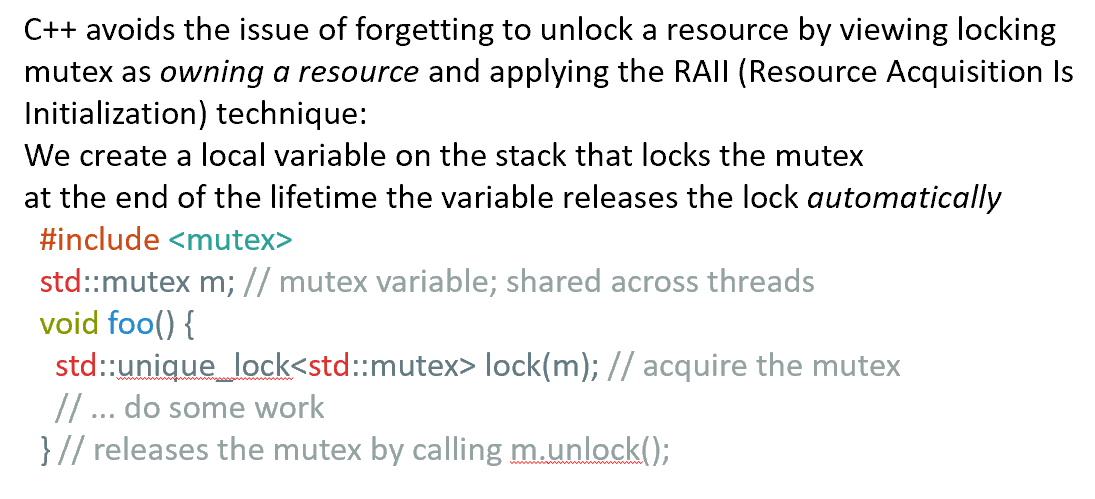 C++ avoids the issue of forgetting to unlock a resource by viewing locking
mutex as owning a resource and applying the RAII (Resource Acquisition Is
Initialization) technique:
We create a local variable on the stack that locks the mutex
at the end of the lifetime the variable releases the lock automatically
#include <mutex>
std::mutex m; // mutex variable; shared across threads
void foo() {
std::unique_lock<std::mutex> lock(m); // acquire the mutex
// ... do some work
} // releases the mutex by calling m.unlock();